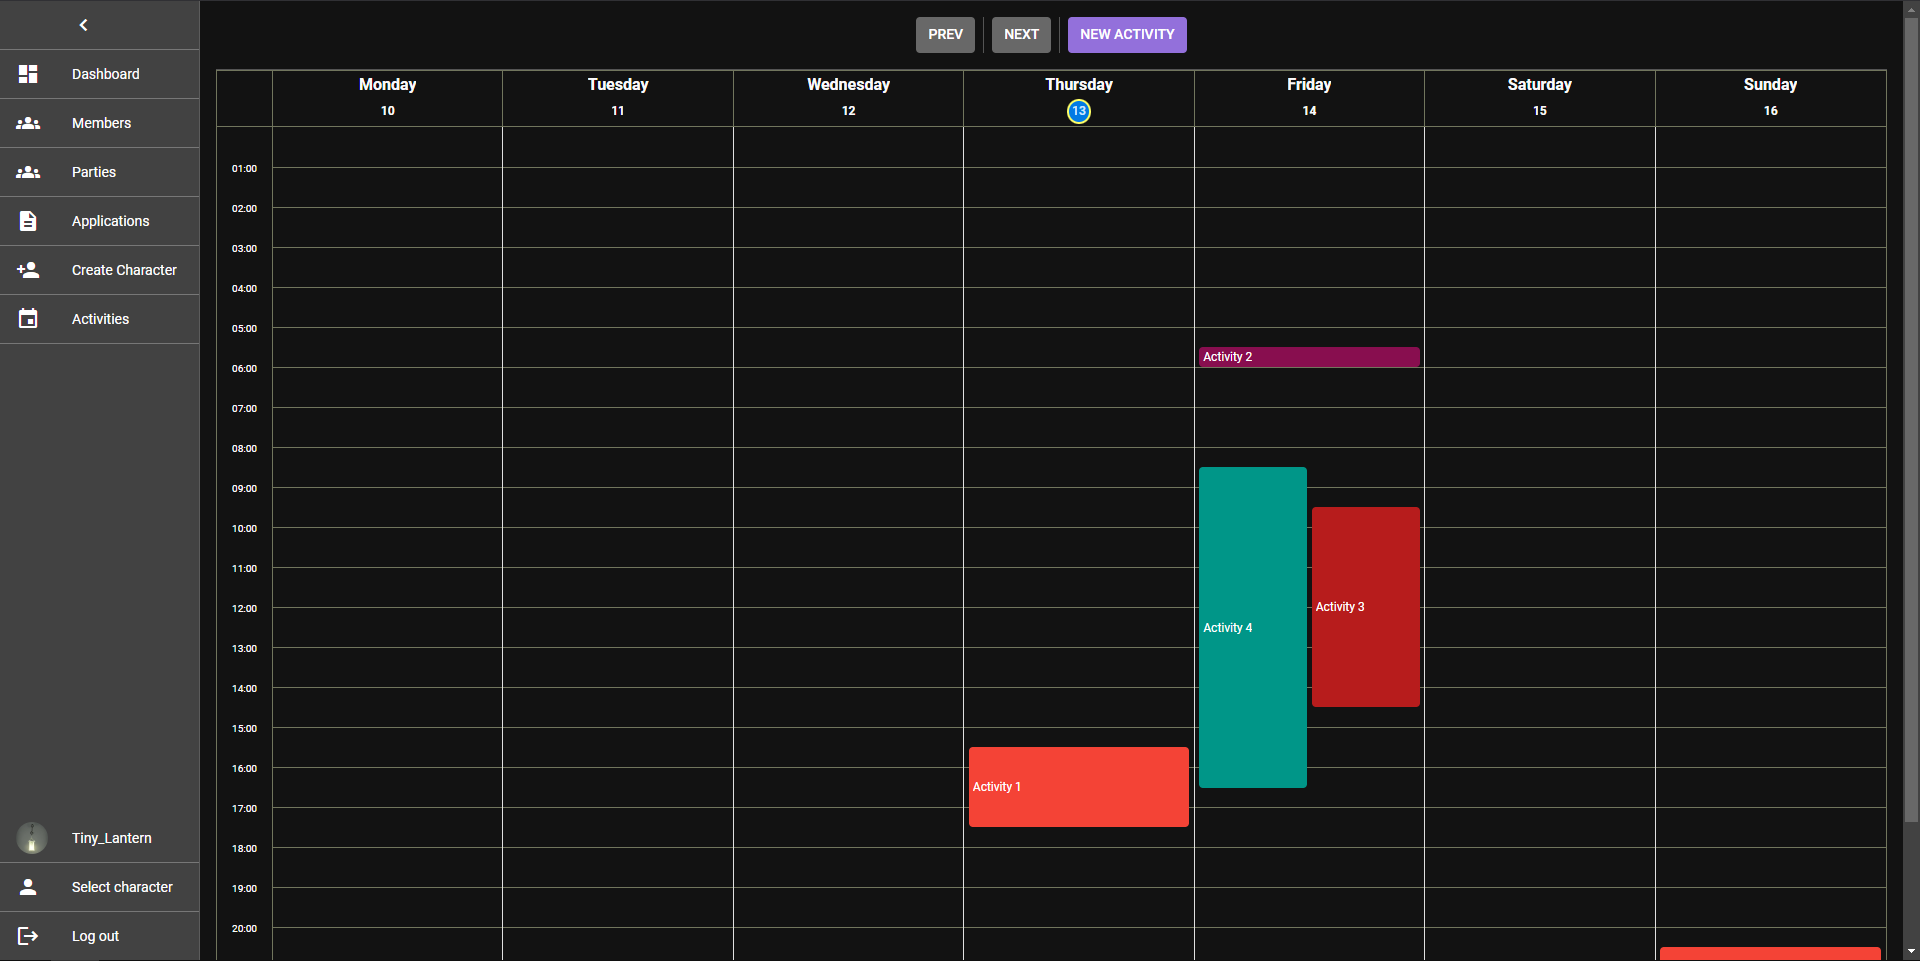 Dashboard
Members
Parties
Applications
Create Character
Activities
Tiny_Lantern
Select character
Log out
PREV
NEXT
NEW ACTIVITY
Monday
10
Tuesday
11
Wednesday
12
Thursday
13
Friday
14
Saturday
15
Sunday
16
01:00
02:00
03:00
04:00
05:00
Activity 2
06:00
07:00
08:00
09:00
10:00
11:00
12:00
Activity 3
Activity 4
13:00
14:00
15:00
16:00
Activity 1
17:00
18:00
19:00
20:00